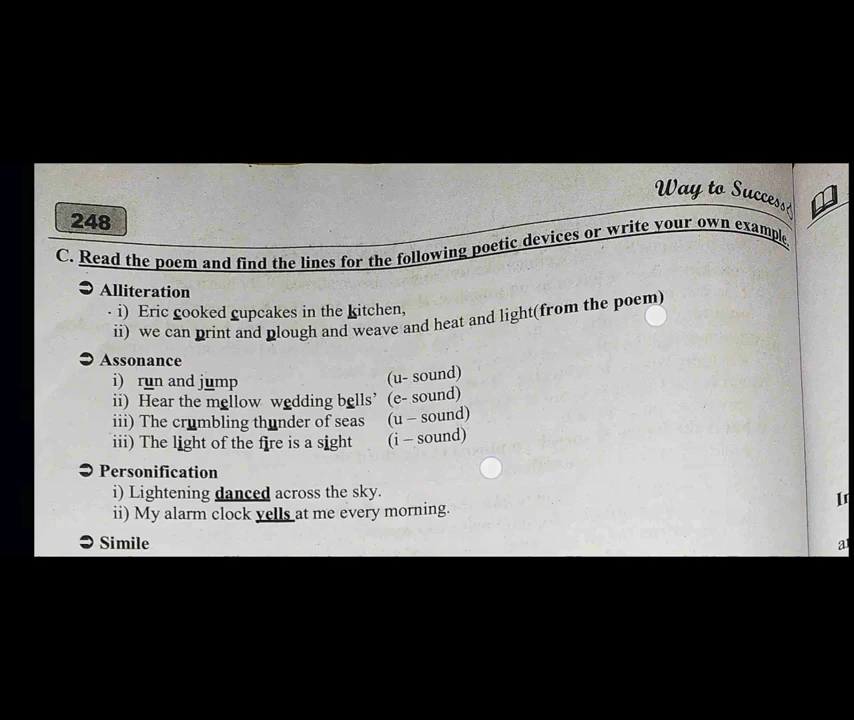 Way to Success
248
C. Read the poem and find the lines for the following poetic devices or write your own example
➲ Alliteration
i) Eric cooked cupcakes in the kitchen,
ii) we can print and plough and weave and heat and light(from the poem)
➲ Assonance
i) run and jump (u- sound)
ii) Hear the mellow wedding bells’ (e- sound)
iii) The crumbling thunder of seas (u – sound)
iii) The light of the fire is a sight (i – sound)
➲ Personification
i) Lightening danced across the sky.
ii) My alarm clock yells at me every morning.
➲ Simile